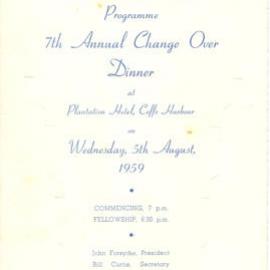 Programme
7th Annual Change Over
Dinner
at
Plantation Hotel, Coffs Harbour
on
Wednesday, 5th August,
1959
COMMENCING, 7 p.m.
FELLOWSHIP, 6:30 p.m.
John Forsythe, President
Bill Curtis, Secretary